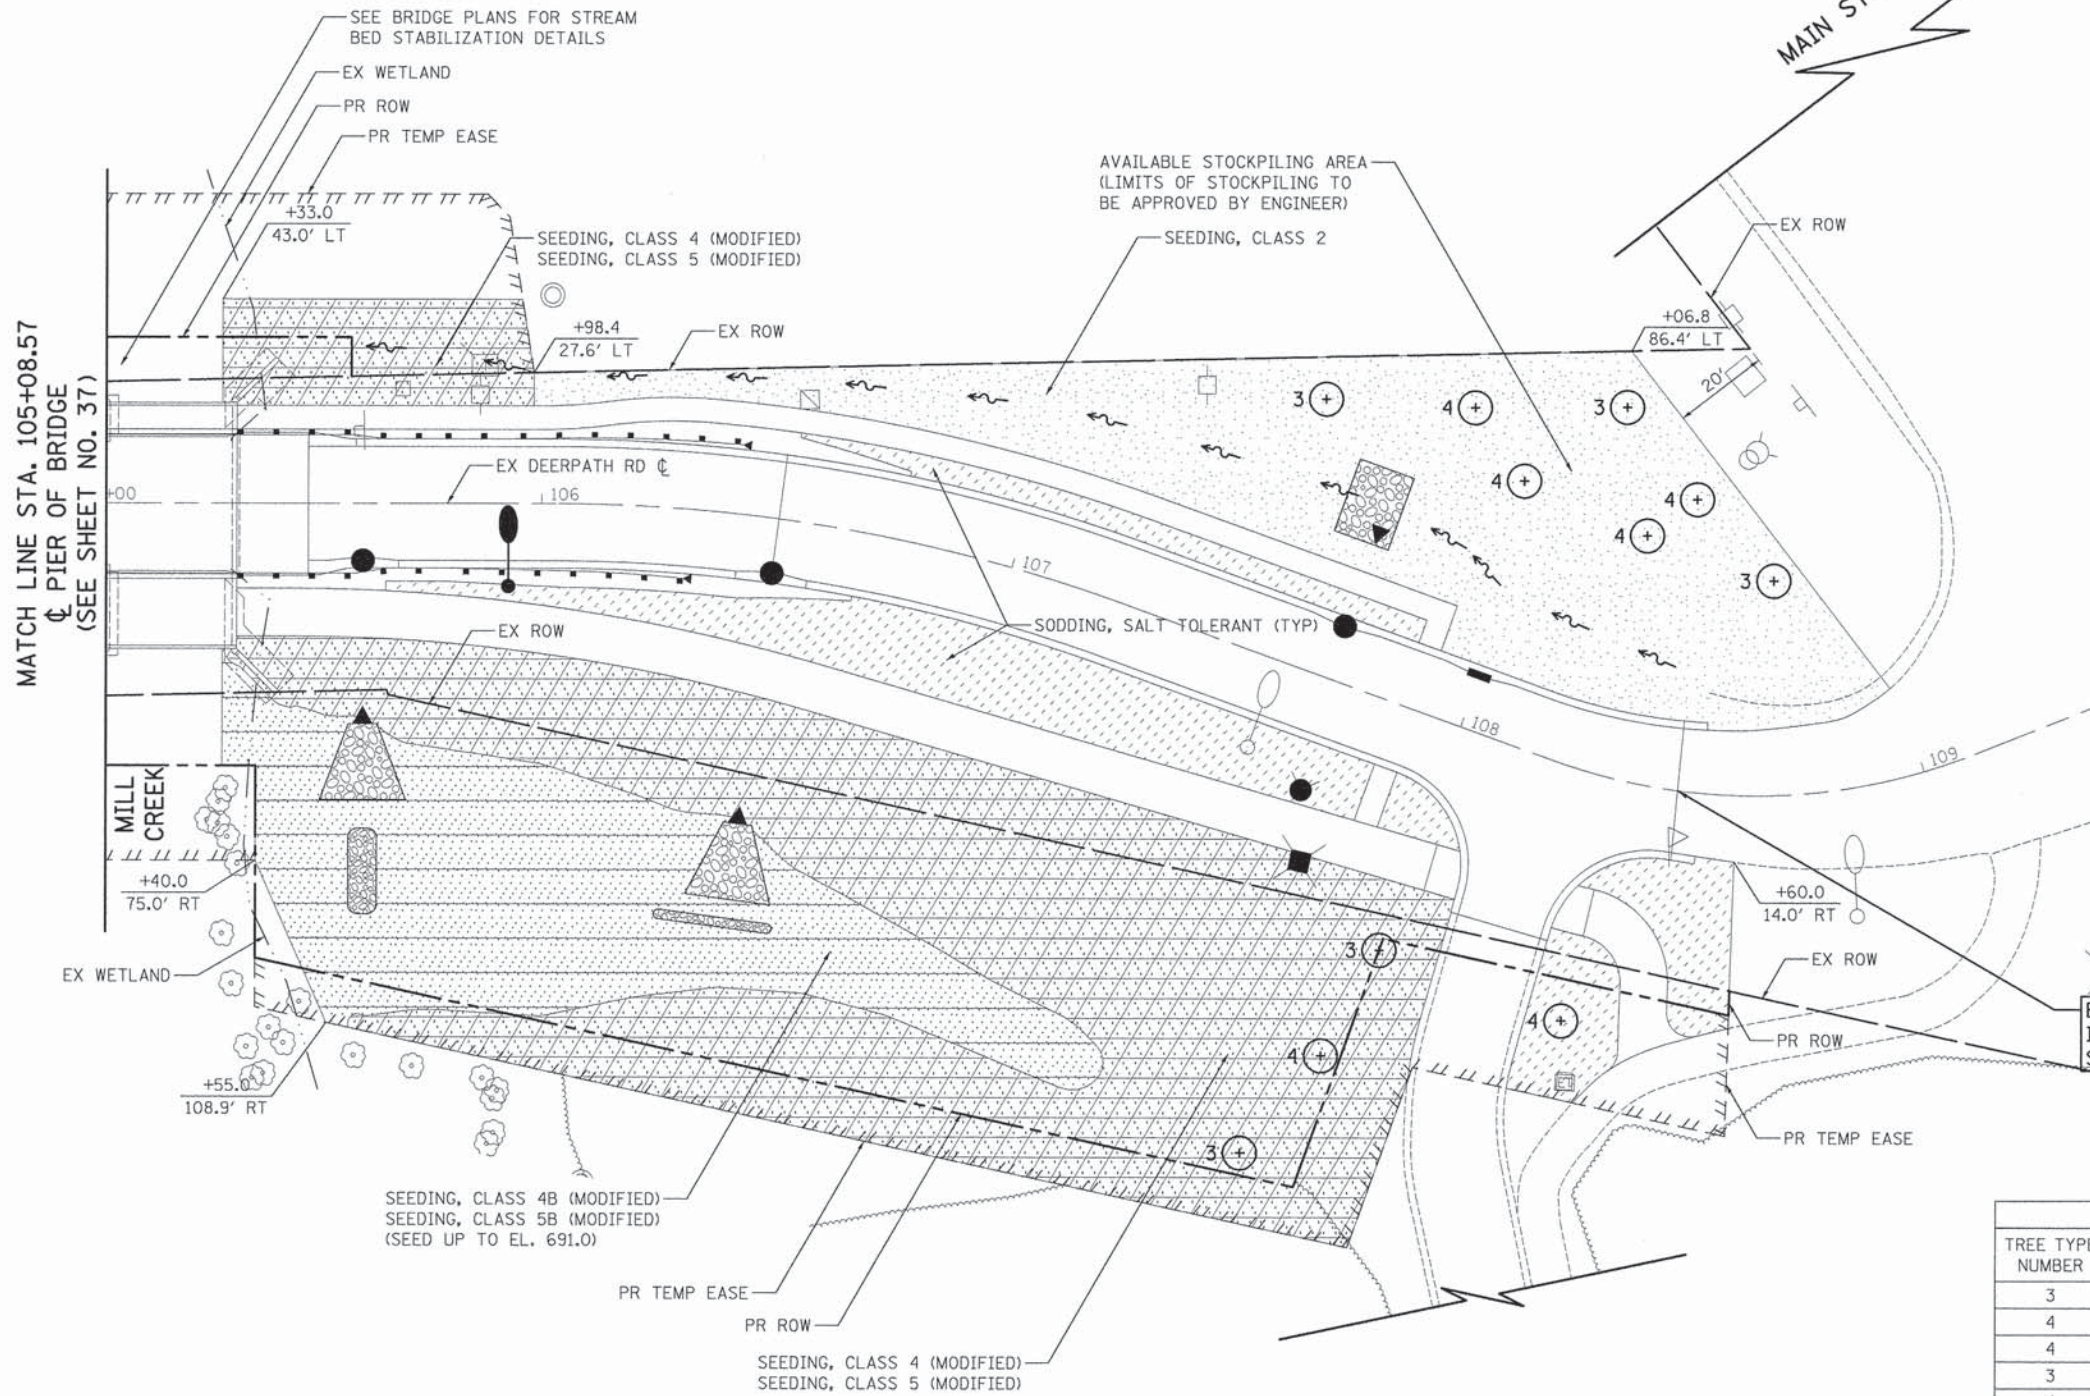 SEE BRIDGE PLANS FOR STREAM
BED STABILIZATION DETAILS
EX WETLAND
PR ROW
PR TEMP EASE
+33.0
43.0' LT
SEEDING, CLASS 4 (MODIFIED)
SEEDING, CLASS 5 (MODIFIED)
+98.4
27.6' LT
EX ROW
AVAILABLE STOCKPILING AREA
(LIMITS OF STOCKPILING TO
BE APPROVED BY ENGINEER)
SEEDING, CLASS 2
MAIN
EX ROW
+06.8
86.4' LT
20'
3
4
3
4
4
4
3
MATCH LINE STA. 105+08.57
℄ PIER OF BRIDGE
(SEE SHEET NO. 37)
+00
EX DEERPATH RD ℄
106
107
108
109
SODDING, SALT TOLERANT (TYP)
EX ROW
MILL
CREEK
+40.0
75.0' RT
EX WETLAND
+55.0
108.9' RT
+60.0
14.0' RT
EX ROW
PR ROW
PR TEMP EASE
3
4
4
3
SEEDING, CLASS 4B (MODIFIED)
SEEDING, CLASS 5B (MODIFIED)
(SEED UP TO EL. 691.0)
PR TEMP EASE
PR ROW
SEEDING, CLASS 4 (MODIFIED)
SEEDING, CLASS 5 (MODIFIED)
TREE TYPE
NUMBER
3
4
4
3